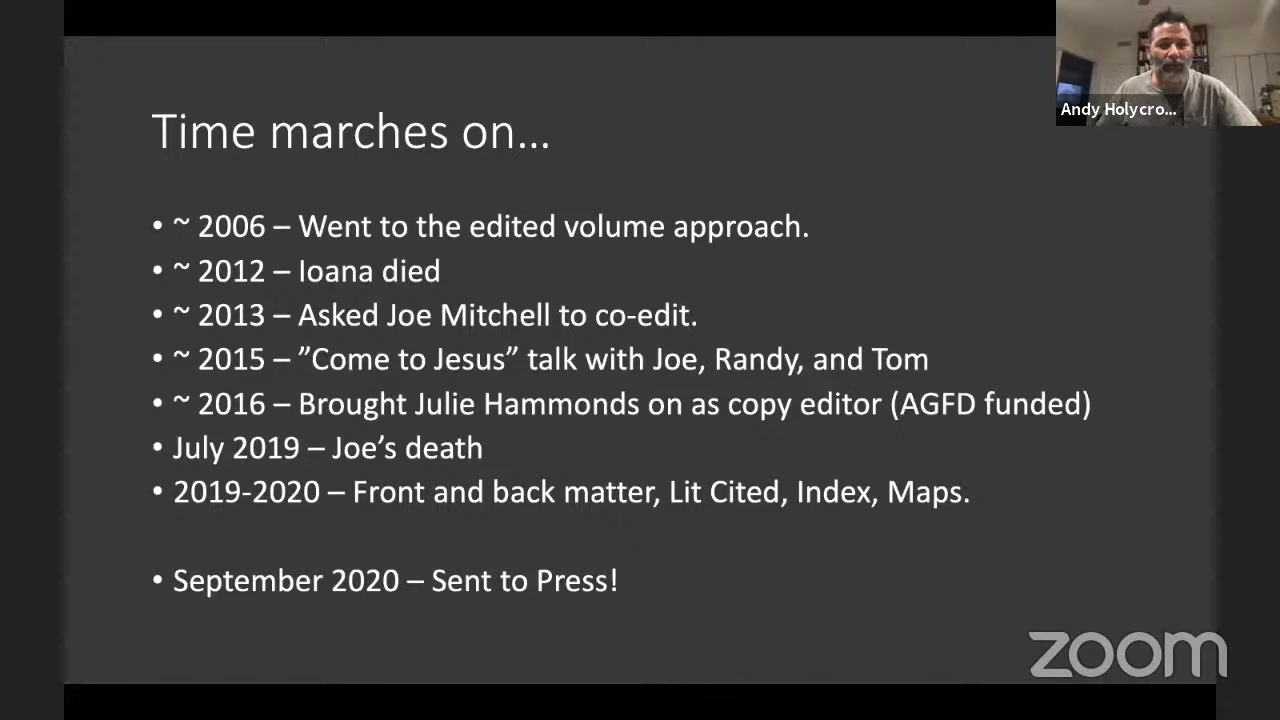 Time marches on...
• ~ 2006 – Went to the edited volume approach.
• ~ 2012 – Ioana died
• ~ 2013 – Asked Joe Mitchell to co-edit.
• ~ 2015 – ”Come to Jesus” talk with Joe, Randy, and Tom
• ~ 2016 – Brought Julie Hammonds on as copy editor (AGFD funded)
• July 2019 – Joe’s death
• 2019-2020 – Front and back matter, Lit Cited, Index, Maps.
• September 2020 – Sent to Press!
Andy Holycro...
zoom